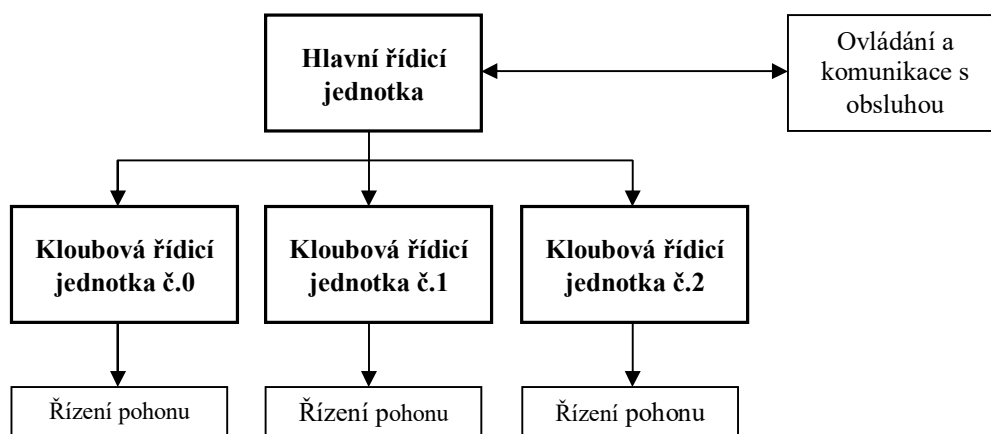 Hlavní řídicí
jednotka
Ovládání a
komunikace s
obsluhou
Kloubová řídicí
jednotka č.0
Kloubová řídicí
jednotka č.1
Kloubová řídicí
jednotka č.2
Řízení pohonu
Řízení pohonu
Řízení pohonu